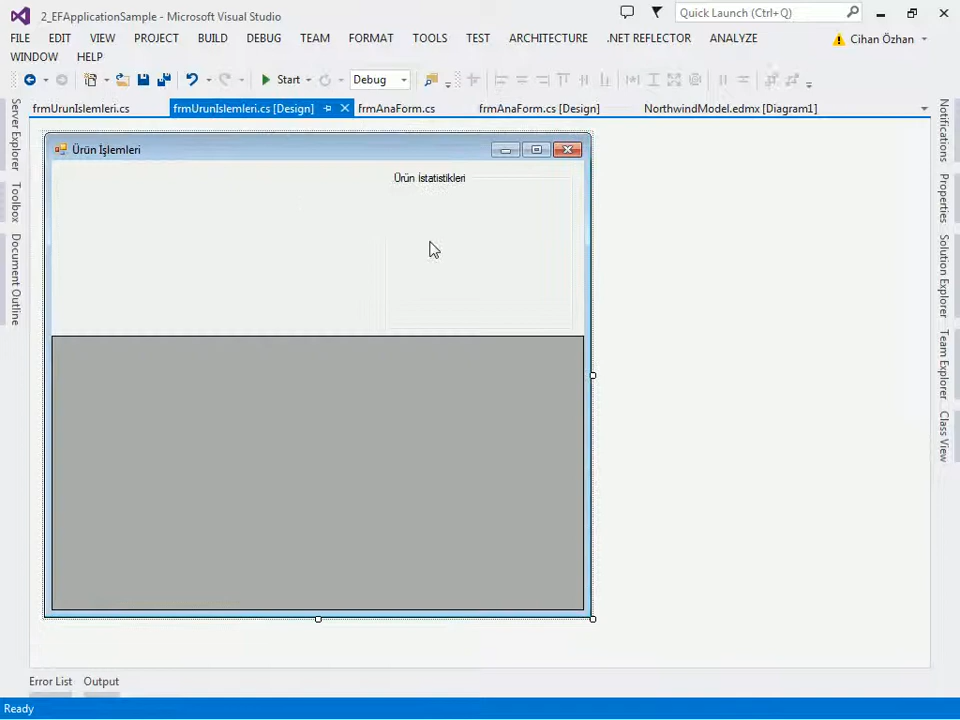 2_EFApplicationSample - Microsoft Visual Studio
Quick Launch (Ctrl+Q)
FILE EDIT VIEW PROJECT BUILD DEBUG TEAM FORMAT TOOLS TEST ARCHITECTURE .NET REFLECTOR ANALYZE
Cihan Özhan
WINDOW HELP
Start Debug
frmUrunIslemleri.cs frmUrunIslemleri.cs [Design] frmAnaForm.cs frmAnaForm.cs [Design] NorthwindModel.edmx [Diagram1]
Server Explorer
Toolbox
Document Outline
Ürün İşlemleri
Ürün İstatistikleri
Notifications
Properties
Solution Explorer
Team Explorer
Class View
Error List Output
Ready